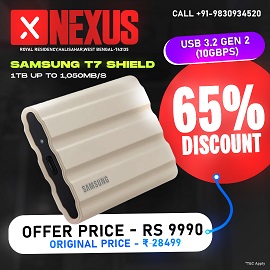 CALL +91-9830934520
X NEXUS
ROYAL RESIDENCY,HALISAHAR,WEST BENGAL-743135
USB 3.2 GEN 2
(10GBPS)
SAMSUNG T7 SHIELD
1TB UP TO 1,050MB/S
65%
DISCOUNT
SAMSUNG
OFFER PRICE - RS 9990
ORIGINAL PRICE - ₹ 28499
*T&C Apply